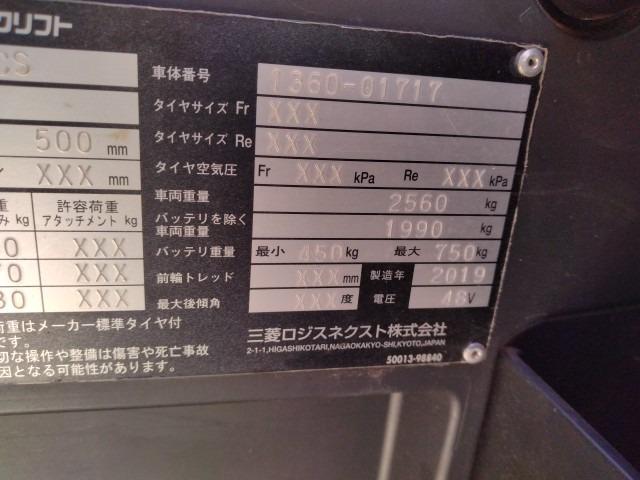 フリフト
CS
車体番号 1360-01717
タイヤサイズ Fr XXX
500 mm
タイヤサイズ Re XXX
XXX mm
タイヤ空気圧 Fr XXX kPa Re XXX kPa
車両重量 2560 kg
重 許容荷重
み kg アタッチメント kg
バッテリを除く
車両重量 1990 kg
0 XXX
バッテリ重量 最小 450 kg 最大 750 kg
70 XXX
前輪トレッド XXX mm 製造年 2019
30 XXX
最大後傾角 XXX 度 電圧 48V
荷重はメーカー標準タイヤ付
です。
切な操作や整備は傷害や死亡事故
因となる可能性があります。
三菱ロジスネクスト株式会社
2-1-1,HIGASHIKOTARI,NAGAOKAKYO-SHI,KYOTO,JAPAN
50013-98840